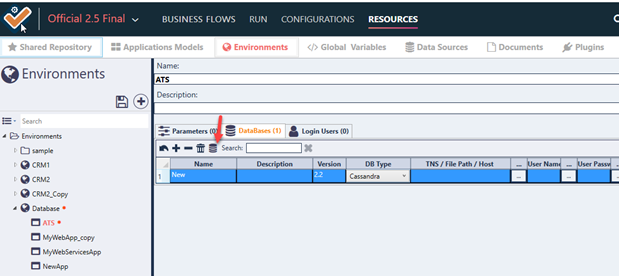 Official 2.5 Final BUSINESS FLOWS RUN CONFIGURATIONS RESOURCES
Shared Repository Applications Models Environments Global Variables Data Sources Documents Plugins
Environments
Search
Environments
sample
CRM1
CRM2
CRM2_Copy
Database
ATS
MyWebApp_copy
MyWebServicesApp
NewApp
Name:
ATS
Description:
Parameters (0) DataBases (1) Login Users (0)
Search:
Name Description Version DB Type TNS / File Path / Host ... User Name ... User Passw
1 New 2.2 Cassandra ... ...